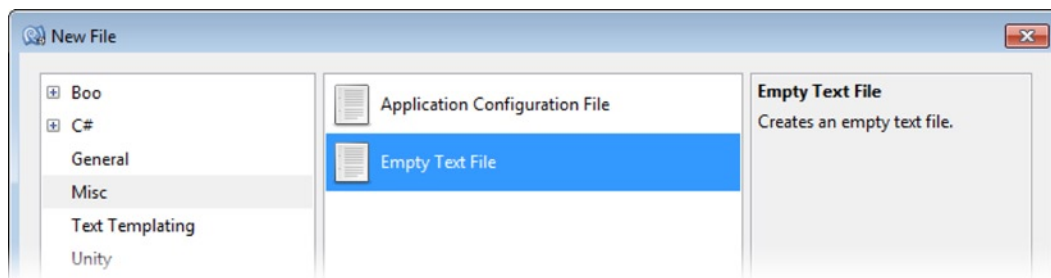 New File
Boo
C#
General
Misc
Text Templating
Unity
Application Configuration File
Empty Text File
Empty Text File
Creates an empty text file.